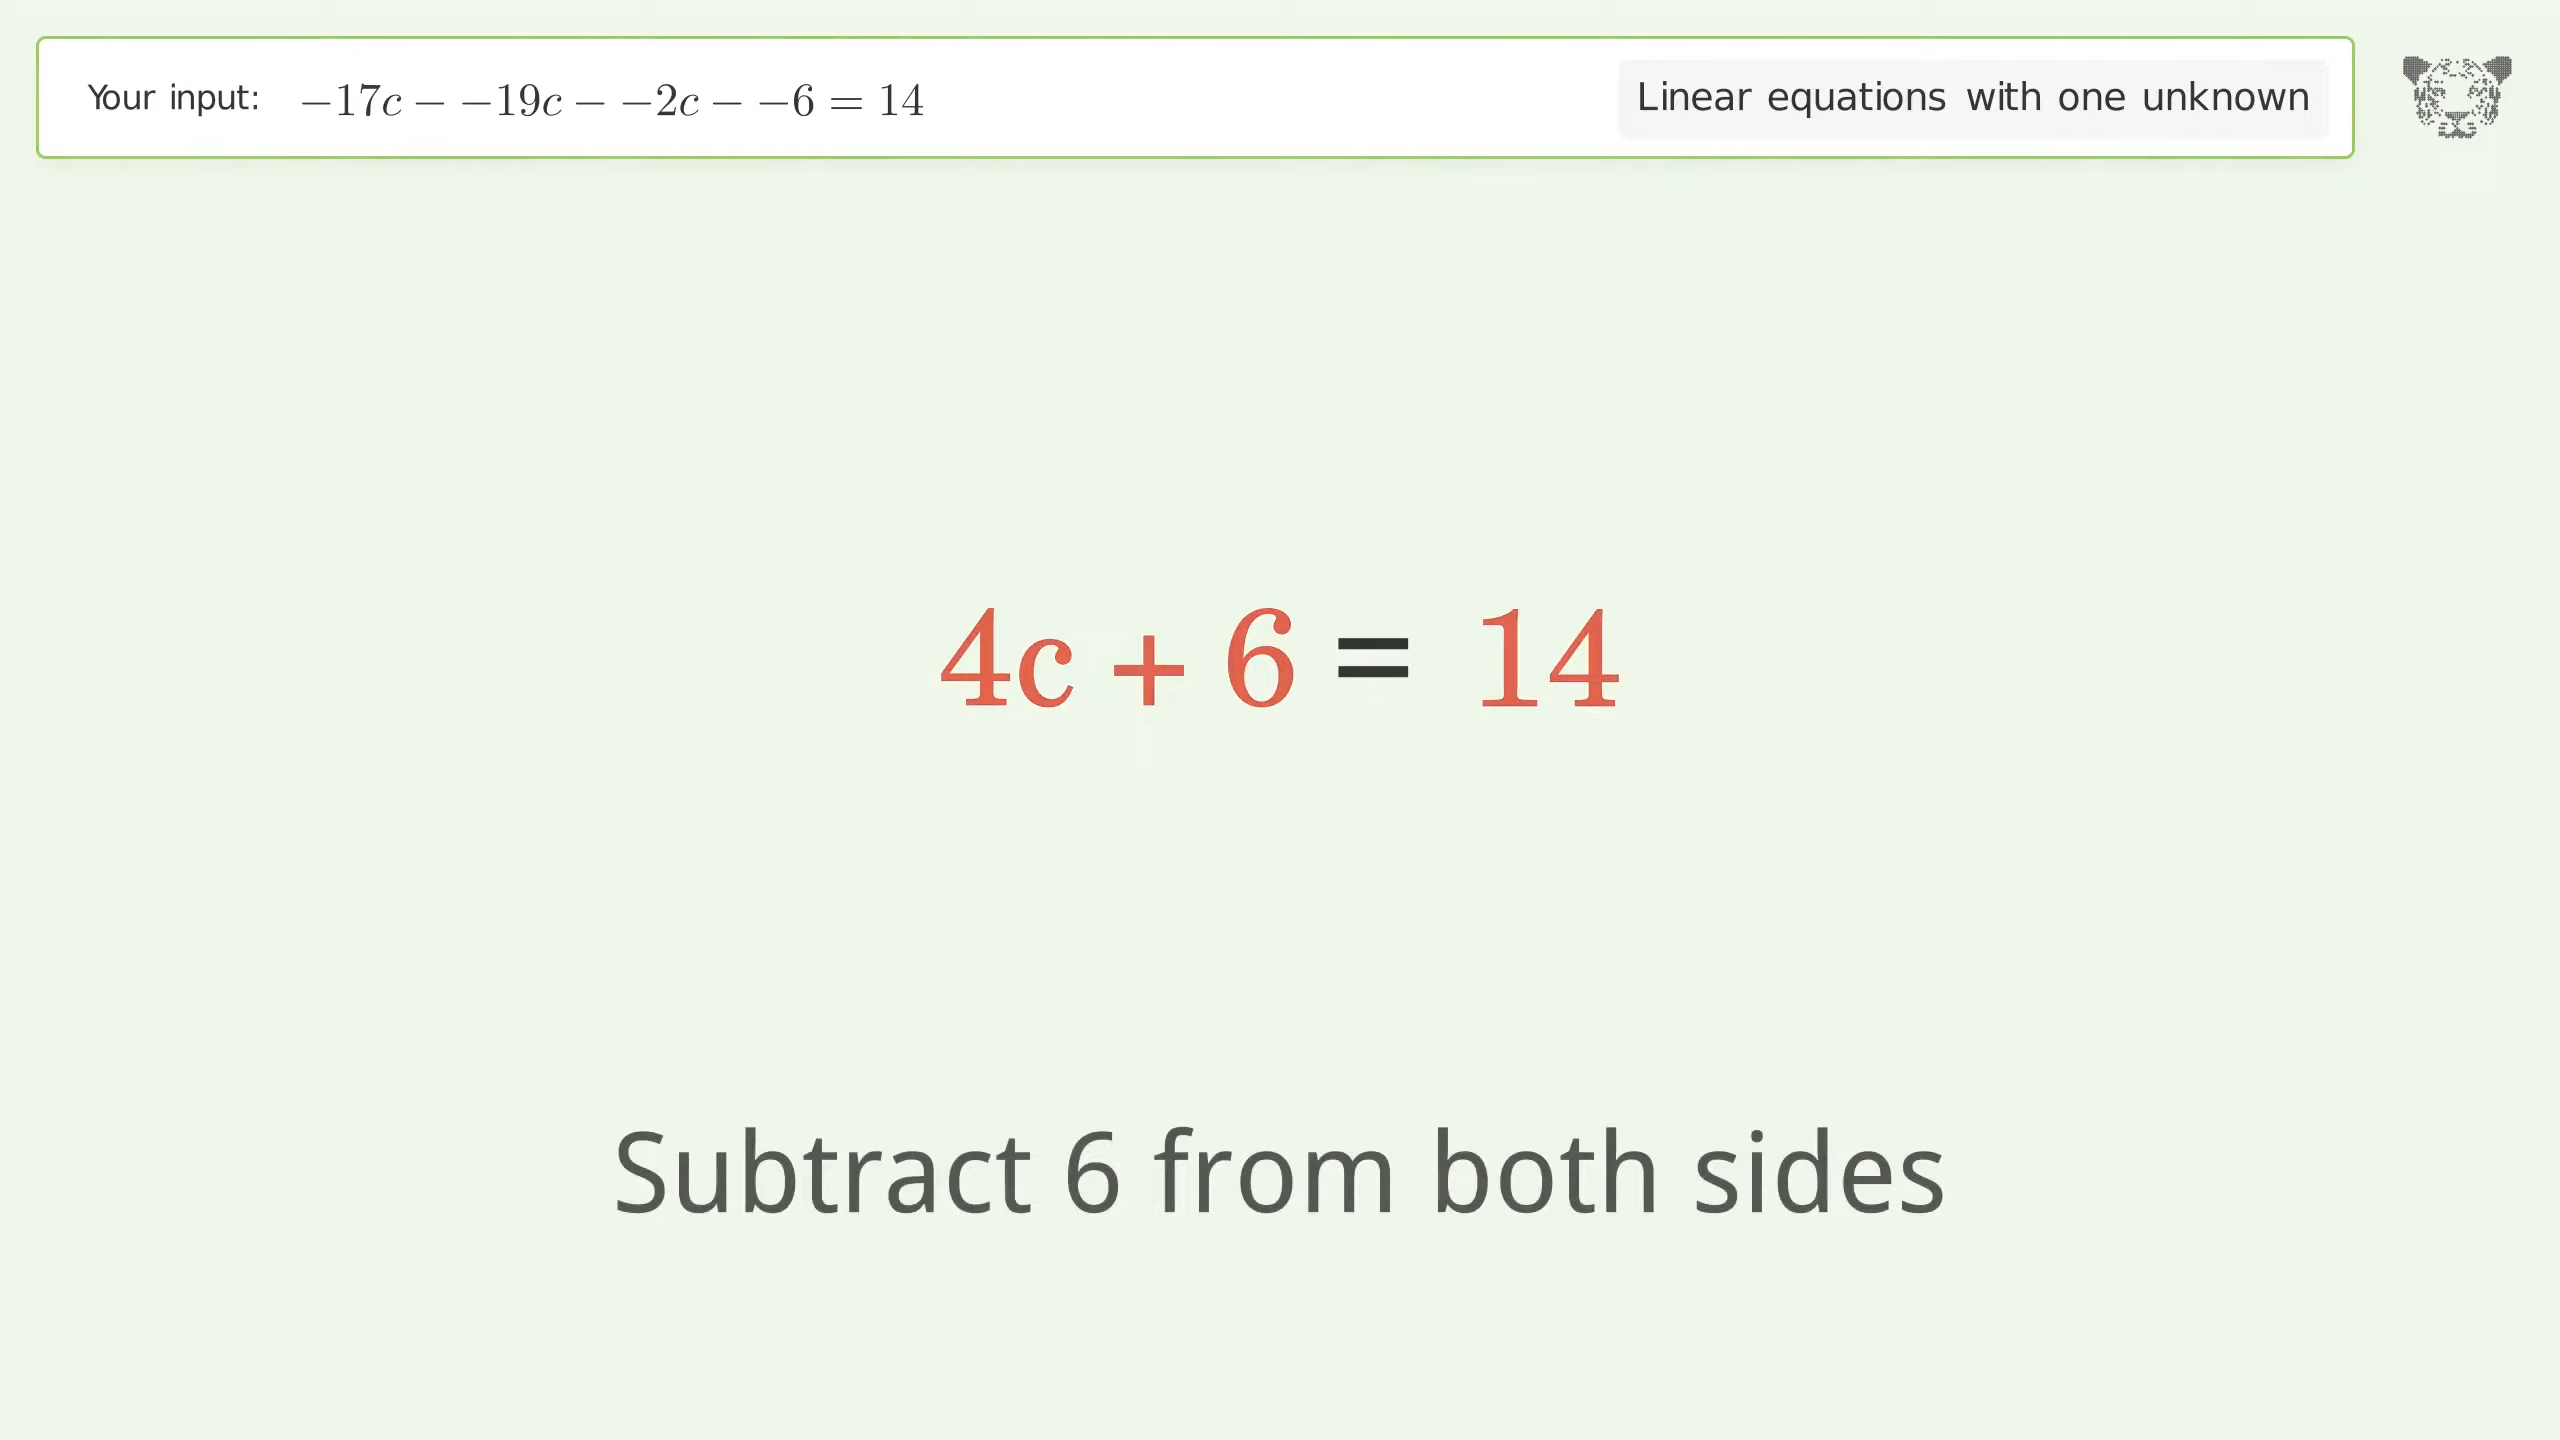 Your input: −17c − −19c − −2c − −6 = 14
Linear equations with one unknown
4c + 6 = 14
Subtract 6 from both sides